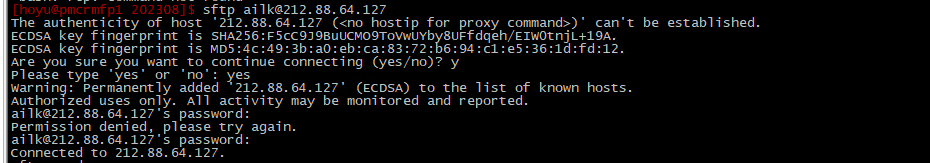 [hoyu@pmcrmfp1 202308]$ sftp ailk@212.88.64.127
The authenticity of host '212.88.64.127 (<no hostip for proxy command>)' can't be established.
ECDSA key fingerprint is SHA256:F5cC9J9BuUCMO9ToVwUYby8UFfdqeh/EIWOtnjL+19A.
ECDSA key fingerprint is MD5:4c:49:3b:a0:eb:ca:83:72:b6:94:c1:e5:36:1d:fd:12.
Are you sure you want to continue connecting (yes/no)? y
Please type 'yes' or 'no': yes
Warning: Permanently added '212.88.64.127' (ECDSA) to the list of known hosts.
Authorized uses only. All activity may be monitored and reported.
ailk@212.88.64.127's password:
Permission denied, please try again.
ailk@212.88.64.127's password:
Connected to 212.88.64.127.